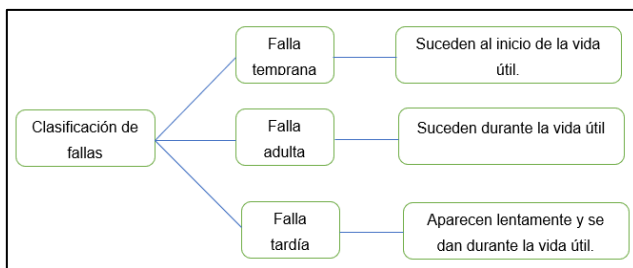 Clasificación de
fallas
Falla
temprana
Suceden al inicio de la vida
útil.
Falla
adulta
Suceden durante la vida útil
Falla
tardía
Aparecen lentamente y se
dan durante la vida útil.